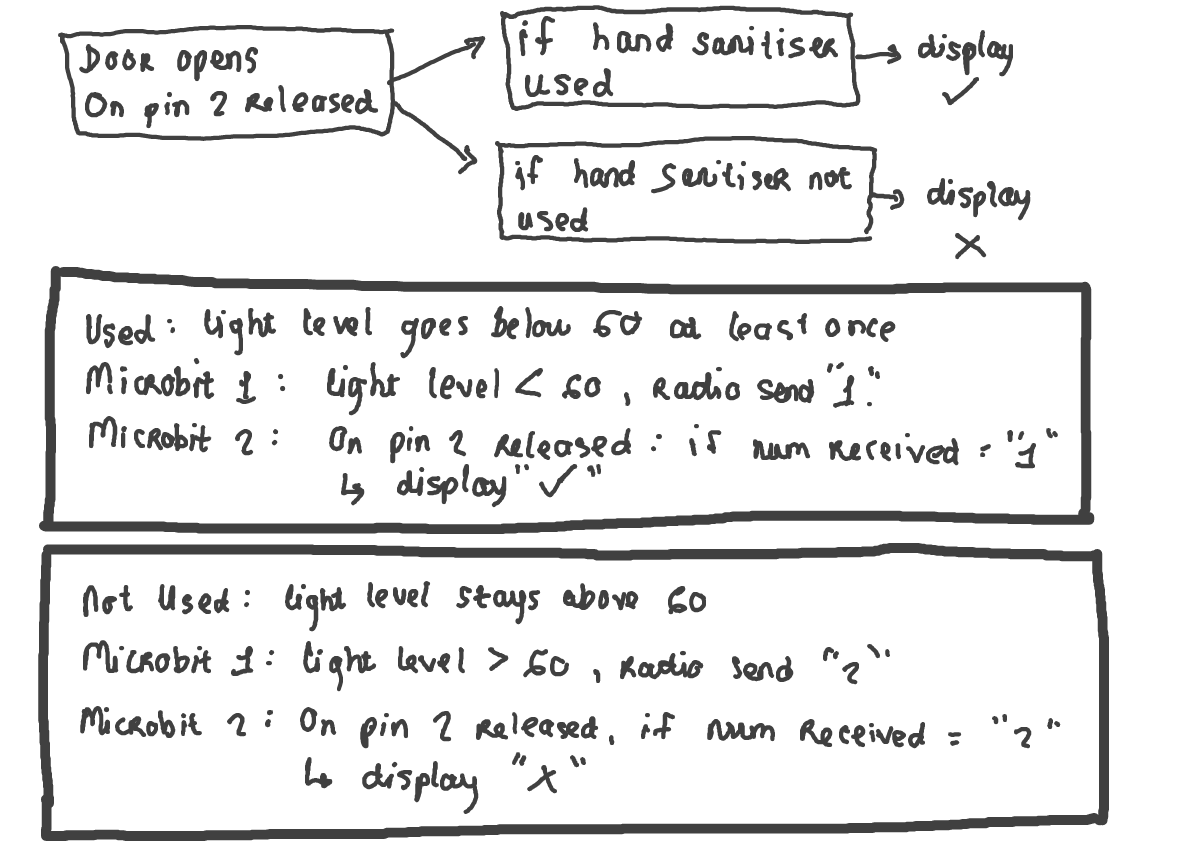 Door opens
On pin 2 Released
if hand sanitiser
used
display
✓
if hand sanitiser not
used
display
X
Used: light level goes below 60 at least once
Microbit 1: light level < 60, Radio send "1."
Microbit 2: On pin 2 Released: if num Received = "1"
↳ display "✓"
Not Used: light level stays above 60
Microbit 1: light level > 60, Radio send "2"
Microbit 2: On pin 2 Released, if num Received = "2"
↳ display "X"